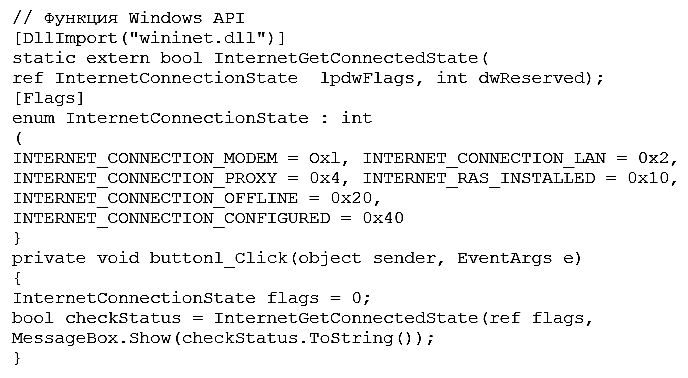 // Функция Windows API
[DllImport("wininet.dll")]
static extern bool InternetGetConnectedState(
ref InternetConnectionState lpdwFlags, int dwReserved);
[Flags]
enum InternetConnectionState : int
(
INTERNET_CONNECTION_MODEM = Oxl, INTERNET_CONNECTION_LAN = 0x2,
INTERNET_CONNECTION_PROXY = 0x4, INTERNET_RAS_INSTALLED = 0x10,
INTERNET_CONNECTION_OFFLINE = 0x20,
INTERNET_CONNECTION_CONFIGURED = 0x40
}
private void buttonl_Click(object sender, EventArgs e)
{
InternetConnectionState flags = 0;
bool checkStatus = InternetGetConnectedState(ref flags,
MessageBox.Show(checkStatus.ToString());
}